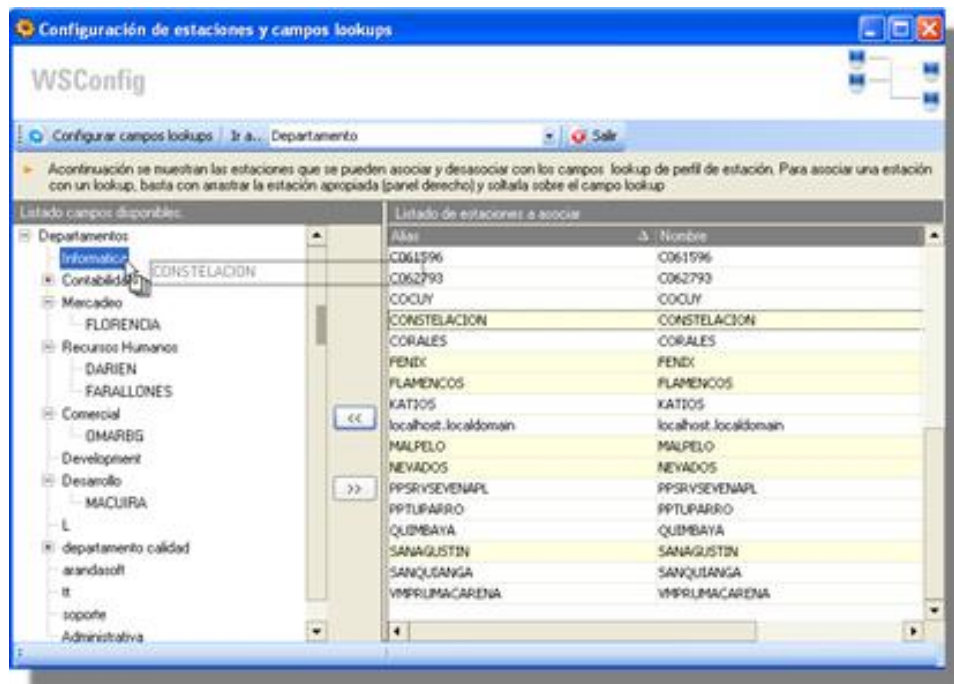 Configuración de estaciones y campos lookups
WSConfig
Configurar campos lookups Ir a... Departamento Salir
Acontinuación se muestran las estaciones que se pueden asociar y desasociar con los campos lookup de perfil de estación. Para asociar una estación
con un lookup, basta con arrastrar la estación apropiada (panel derecho) y soltarla sobre el campo lookup
Listado campos disponibles. Listado de estaciones a asociar
Departamentos
Informatica
CONSTELACION
Contabilidad
Mercadeo
FLORENCIA
Recursos Humanos
DARIEN
FARALLONES
Comercial
OMARBG
Development
Desarrollo
MACUIRA
L
departamento calidad
arandasoft
tt
soporte
Administrativa
<<
>>
Alias Nombre
C061596 C061596
C062793 C062793
COCUY COCUY
CONSTELACION CONSTELACION
CORALES CORALES
FENIX FENIX
FLAMENCOS FLAMENCOS
KATIOS KATIOS
localhost.localdomain localhost.localdomain
MALPELO MALPELO
NEVADOS NEVADOS
PPSRVSEVENAPL PPSRVSEVENAPL
PPTUPARRO PPTUPARRO
QUIMBAYA QUIMBAYA
SANAGUSTIN SANAGUSTIN
SANQUIANGA SANQUIANGA
VMPRUMACARENA VMPRUMACARENA